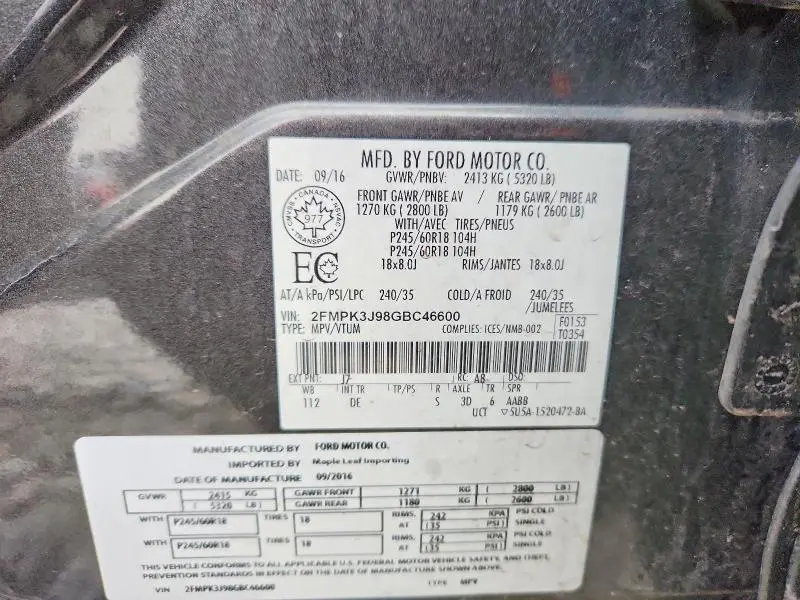 MFD. BY FORD MOTOR CO.
DATE: 09/16 GVWR/PNBV: 2413 KG ( 5320 LB)
FRONT GAWR/PNBE AV / REAR GAWR/ PNBE AR
1270 KG ( 2800 LB) 1179 KG ( 2600 LB)
WITH/AVEC TIRES/PNEUS
P245/60R18 104H
P245/60R18 104H
18x8.0J RIMS/JANTES 18x8.0J
CANADA
CMVSS NSVAC
977
TRANSPORT
EC
AT/A kPa/PSI/LPC 240/35 COLD/A FROID 240/35
/JUMELEES
VIN: 2FMPK3J98GBC46600
TYPE: MPV/VTUM COMPLIES: ICES/NMB-002 F0153
T0354
EXT PNT: J7 RC: A8 DSO:
WB INT TR TP/PS R AXLE TR SPR
112 DE S 3D 6 AABB
UCT 5U5A-1520472-BA
MANUFACTURED BY FORD MOTOR CO.
IMPORTED BY Maple Leaf Importing
DATE OF MANUFACTURE 09/2016
GVWR 2415 KG GAWR FRONT 1271 KG ( 2800 LB)
( 5320 LB ) GAWR REAR 1180 KG ( 2600 LB)
WITH P245/60R18 TIRES 18 RIMS, 242 KPA PSI COLD
AT (35 PSI) SINGLE
WITH P245/60R18 TIRES 18 RIMS, 242 KPA PSI COLD
AT (35 PSI) SINGLE
THIS VEHICLE CONFORMS TO ALL APPLICABLE U.S. FEDERAL MOTOR VEHICLE SAFETY, AND THEFT,
PREVENTION STANDARDS IN EFFECT ON THE DATE OF MANUFACTURE SHOWN ABOVE.
VIN 2FMPK3J98GBC46600 TYPE MPV